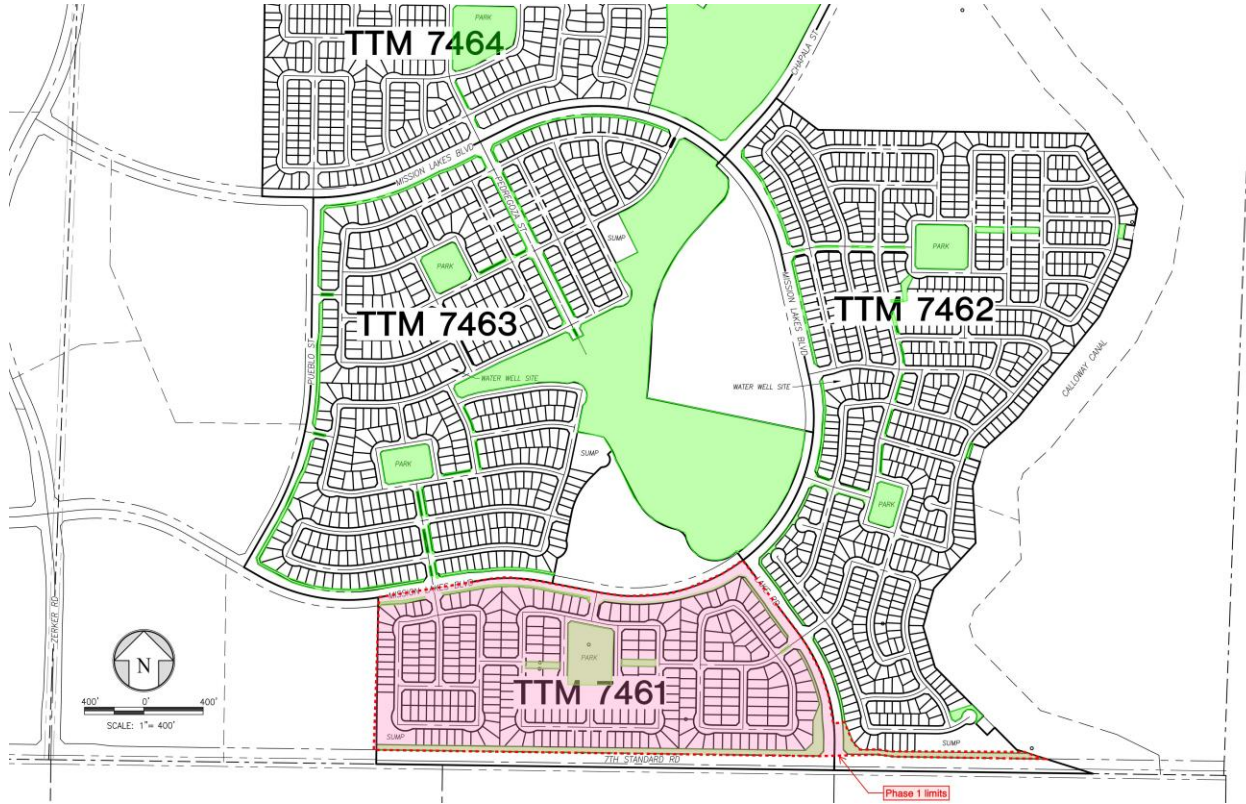 PARK
TTM 7464
CHAPALA ST
MISSION LAKES BLVD
PEDREGOZA ST
SUMP
PARK
PARK
MISSION LAKES BLVD
TTM 7463
TTM 7462
PUEBLO ST
CALLOWAY CANAL
WATER WELL SITE
WATER WELL SITE
SUMP
PARK
PARK
MISSION LAKES BLVD
LAKE RD
ZERKER RD
N
PARK
TTM 7461
400' 0' 400'
SCALE: 1"= 400'
SUMP
SUMP
7TH STANDARD RD
Phase 1 limits